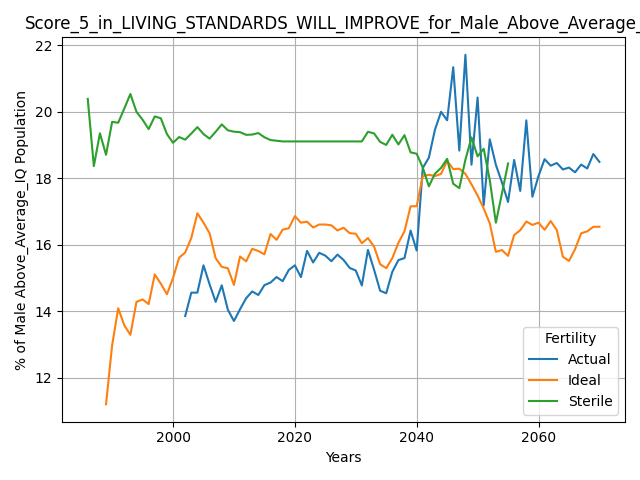 Score_5_in_LIVING_STANDARDS_WILL_IMPROVE_for_Male_Above_Average_
22
20
18
16
14
12
% of Male Above_Average_IQ Population
2000
2020
2040
2060
Years
Fertility
Actual
Ideal
Sterile